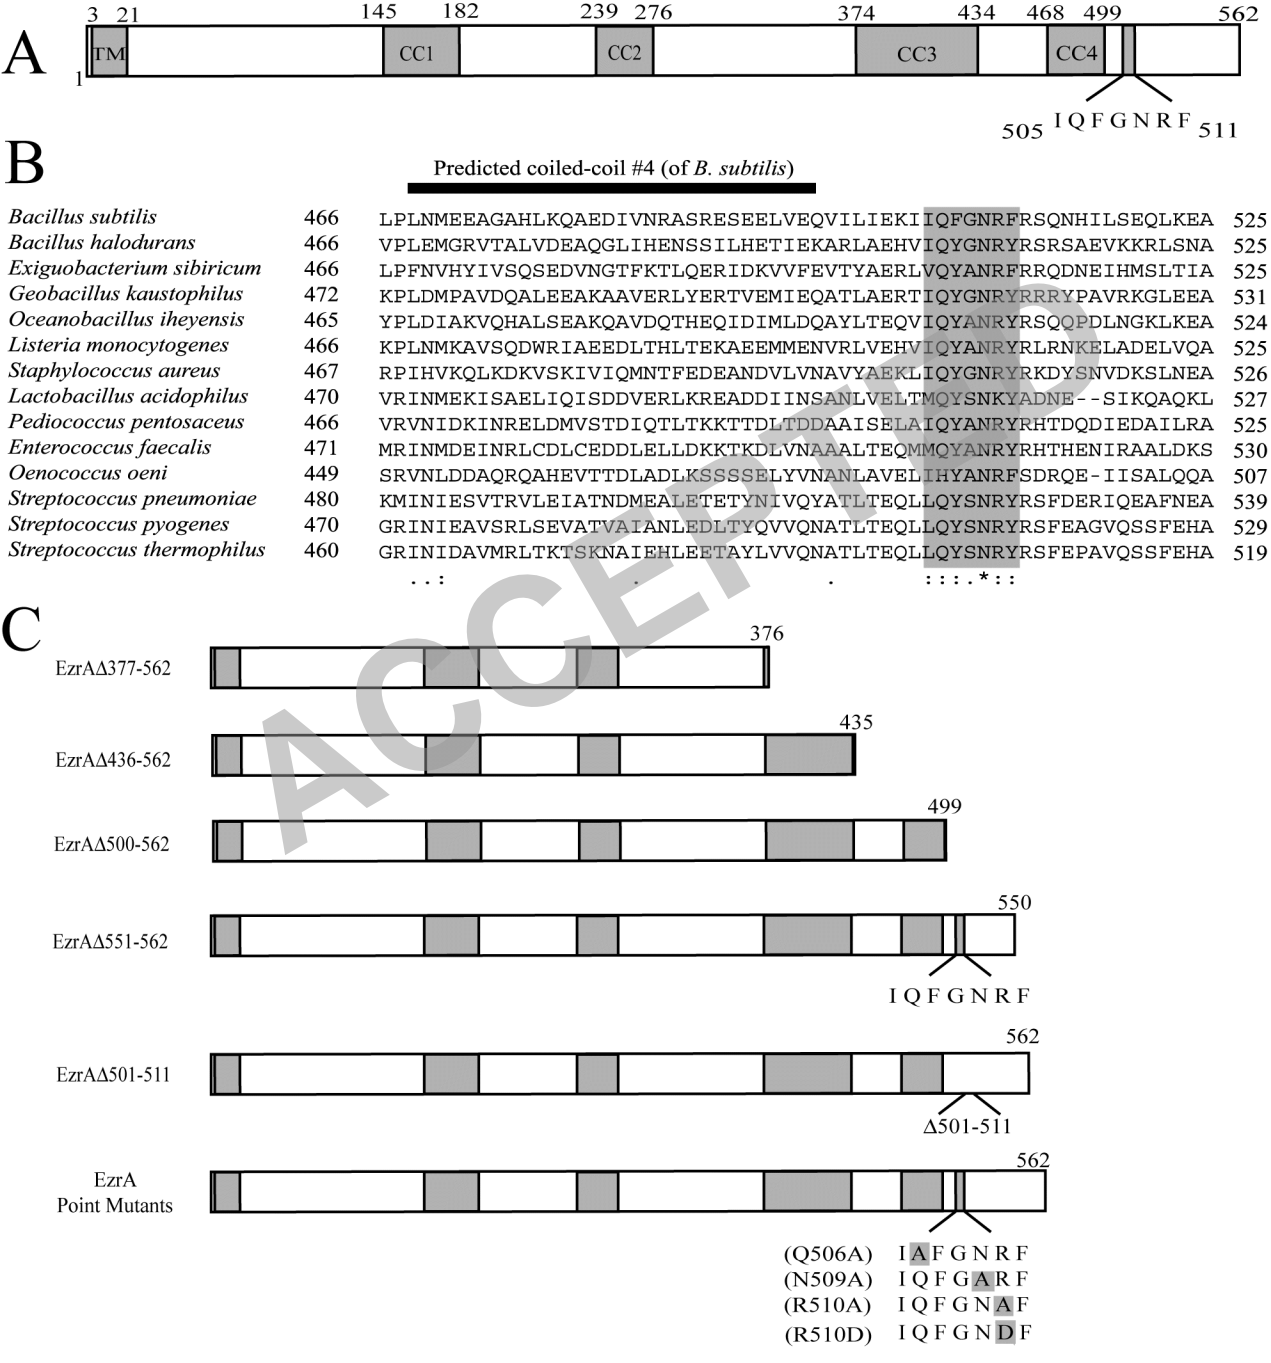 A
3 21 145 182 239 276 374 434 468 499 562
TM CC1 CC2 CC3 CC4
1
505 I Q F G N R F 511
B
Predicted coiled-coil #4 (of B. subtilis)
Bacillus subtilis 466 LPLNMEEAGAHLKQAEDIVNRASRESEELVEQVILIEKIIQFGNRFRSQNHILSEQLKEA 525
Bacillus halodurans 466 VPLEMGRVTALVDEAQGLIHENSSILHETIEKARLAEHVIQYGNRYRSRSAEVKKRLSNA 525
Exiguobacterium sibiricum 466 LPFNVHYIVSQSEDVNGTFKTLQERIDKVVFEVTYAERLVQYANRFRRQDNEIHMSLTIA 525
Geobacillus kaustophilus 472 KPLDMPAVDQALEEAKAAVERLYERTVEMIEQATLAERTIQYGNRYRRRYPAVRKGLEEA 531
Oceanobacillus iheyensis 465 YPLDIAKVQHALSEAKQAVDQTHEQIDIMLDQAYLTEQVIQYANRYRSQQPDLNGKLKEA 524
Listeria monocytogenes 466 KPLNMKAVSQDWRIAEEDLTHLTEKAEEMMENVRLVEHVIQYANRYRLRNKELADELVQA 525
Staphylococcus aureus 467 RPIHVKQLKDKVSKIVIQMNTFEDEANDVLVNAVYAEKLIQYGNRYRKDYSNVDKSLNEA 526
Lactobacillus acidophilus 470 VRINMEKISAELIQISDDVERLKREADDIINSANLVELTMQYSNKYADNE--SIKQAQKL 527
Pediococcus pentosaceus 466 VRVNIDKINRELDMVSTDIQTLTKKTTDLTDDAAISELAIQYANRYRHTDQDIEDAILRA 525
Enterococcus faecalis 471 MRINMDEINRLCDLCEDDLELLDKKTKDLVNAAALTEQMMQYANRYRHTHENIRAALDKS 530
Oenococcus oeni 449 SRVNLDDAQRQAHEVTTDLADLKSSSSELYVNANLAVELIHYANRFSDRQE-IISALQQA 507
Streptococcus pneumoniae 480 KMINIESVTRVLEIATNDMEALETETYNIVQYATLTEQLLQYSNRYRSFDERIQEAFNEA 539
Streptococcus pyogenes 470 GRINIEAVSRLSEVATVAIANLEDLTYQVVQNATLTEQLLQYSNRYRSFEAGVQSSFEHA 529
Streptococcus thermophilus 460 GRINIDAVMRLTKTSKNAIEHLEETAYLVVQNATLTEQLLQYSNRYRSFEPAVQSSFEHA 519
..: . . :::.*::
ACCEPTED
C
376
EzrAΔ377-562
435
EzrAΔ436-562
499
EzrAΔ500-562
550
EzrAΔ551-562
I Q F G N R F
562
EzrAΔ501-511
Δ501-511
562
EzrA
Point Mutants
(Q506A) I A F G N R F
(N509A) I Q F G A R F
(R510A) I Q F G N A F
(R510D) I Q F G N D F